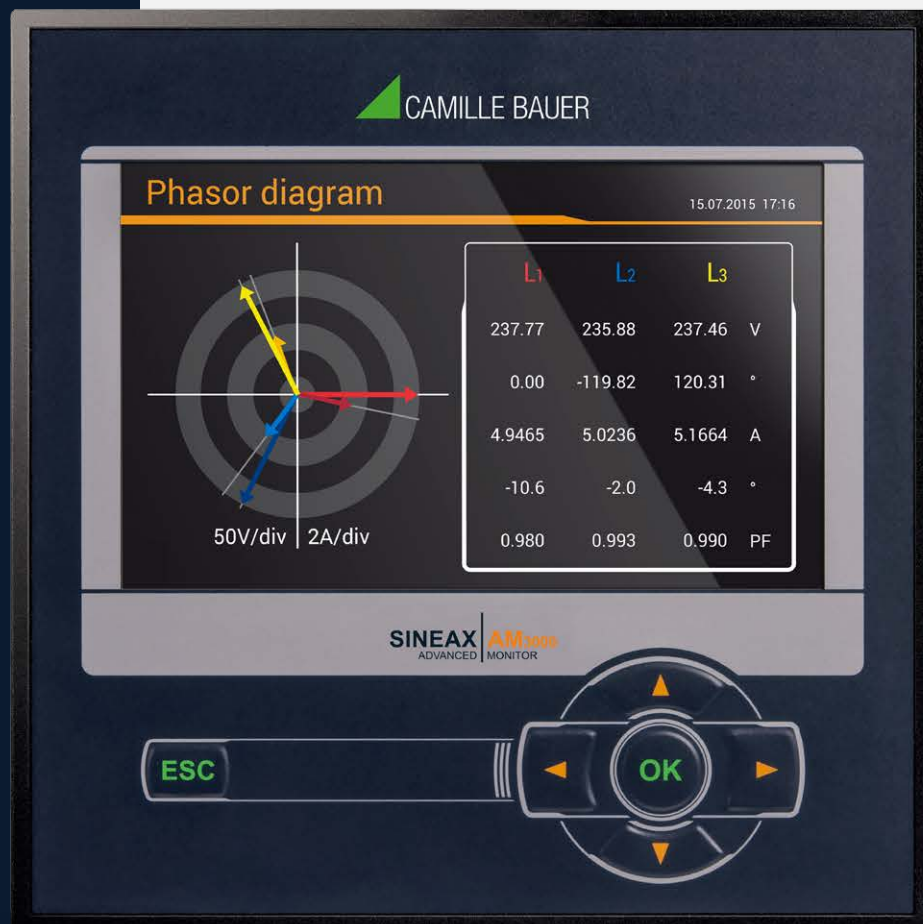 CAMILLE BAUER
Phasor diagram
15.07.2015 17:16
L1 L2 L3
237.77 235.88 237.46 V
0.00 -119.82 120.31 °
4.9465 5.0236 5.1664 A
-10.6 -2.0 -4.3 °
0.980 0.993 0.990 PF
50V/div 2A/div
SINEAX AM3000
ADVANCED MONITOR
ESC
OK